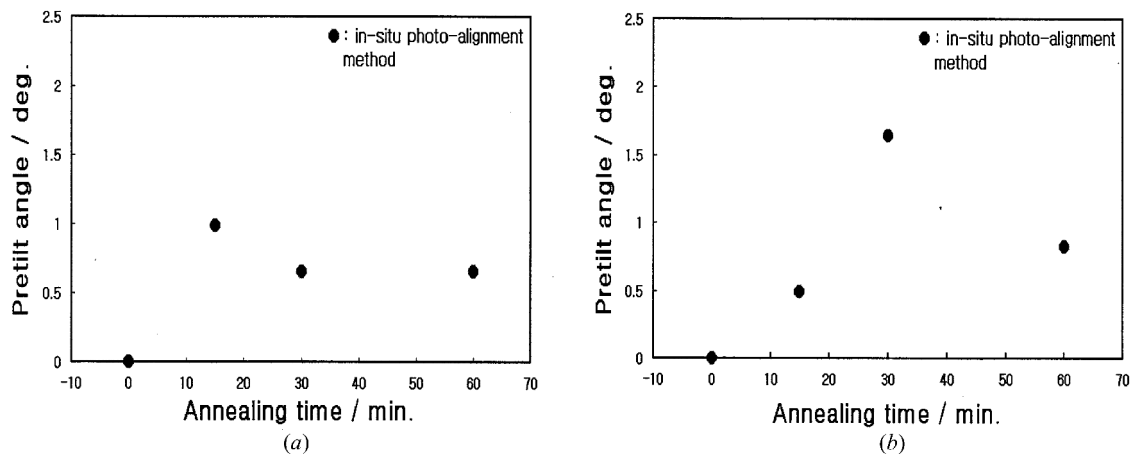 2.5
2
1.5
1
0.5
0
-10 0 10 20 30 40 50 60 70
Pretilt angle / deg.
Annealing time / min.
● : in-situ photo-alignment
method
(a)
2.5
2
1.5
1
0.5
0
-10 0 10 20 30 40 50 60 70
Pretilt angle / deg.
Annealing time / min.
● : in-situ photo-alignment
method
(b)